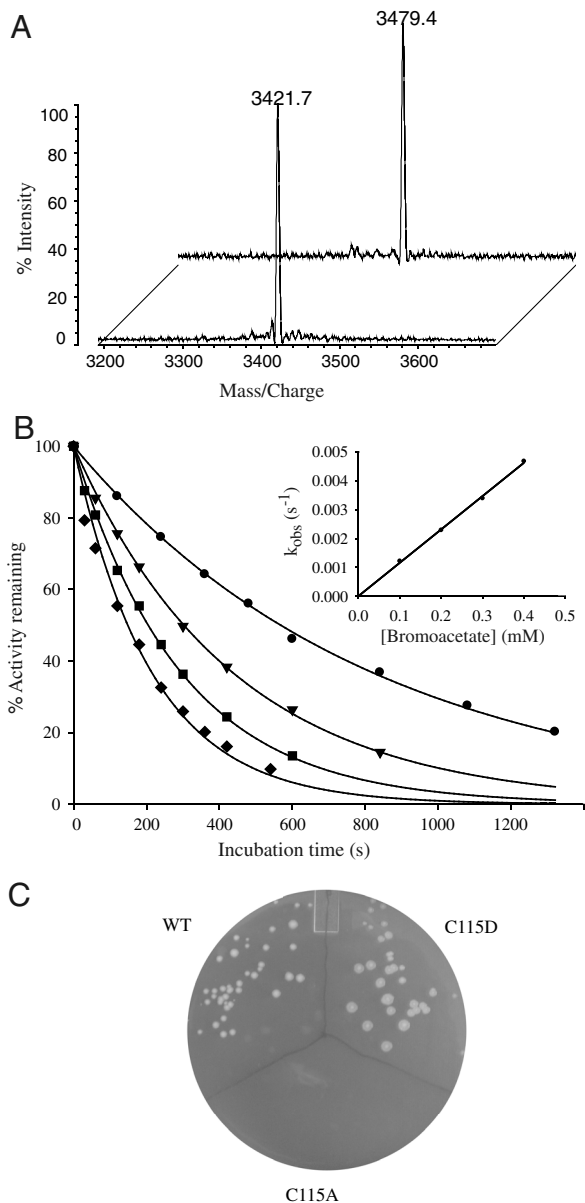 A
3479.4
3421.7
100
80
60
40
20
0
% Intensity
3200 3300 3400 3500 3600
Mass/Charge
B
100
80
60
40
20
0
% Activity remaining
0 200 400 600 800 1000 1200
Incubation time (s)
0.005
0.004
0.003
0.002
0.001
0.000
kobs (s-1)
0.0 0.1 0.2 0.3 0.4 0.5
[Bromoacetate] (mM)
C
WT
C115D
C115A